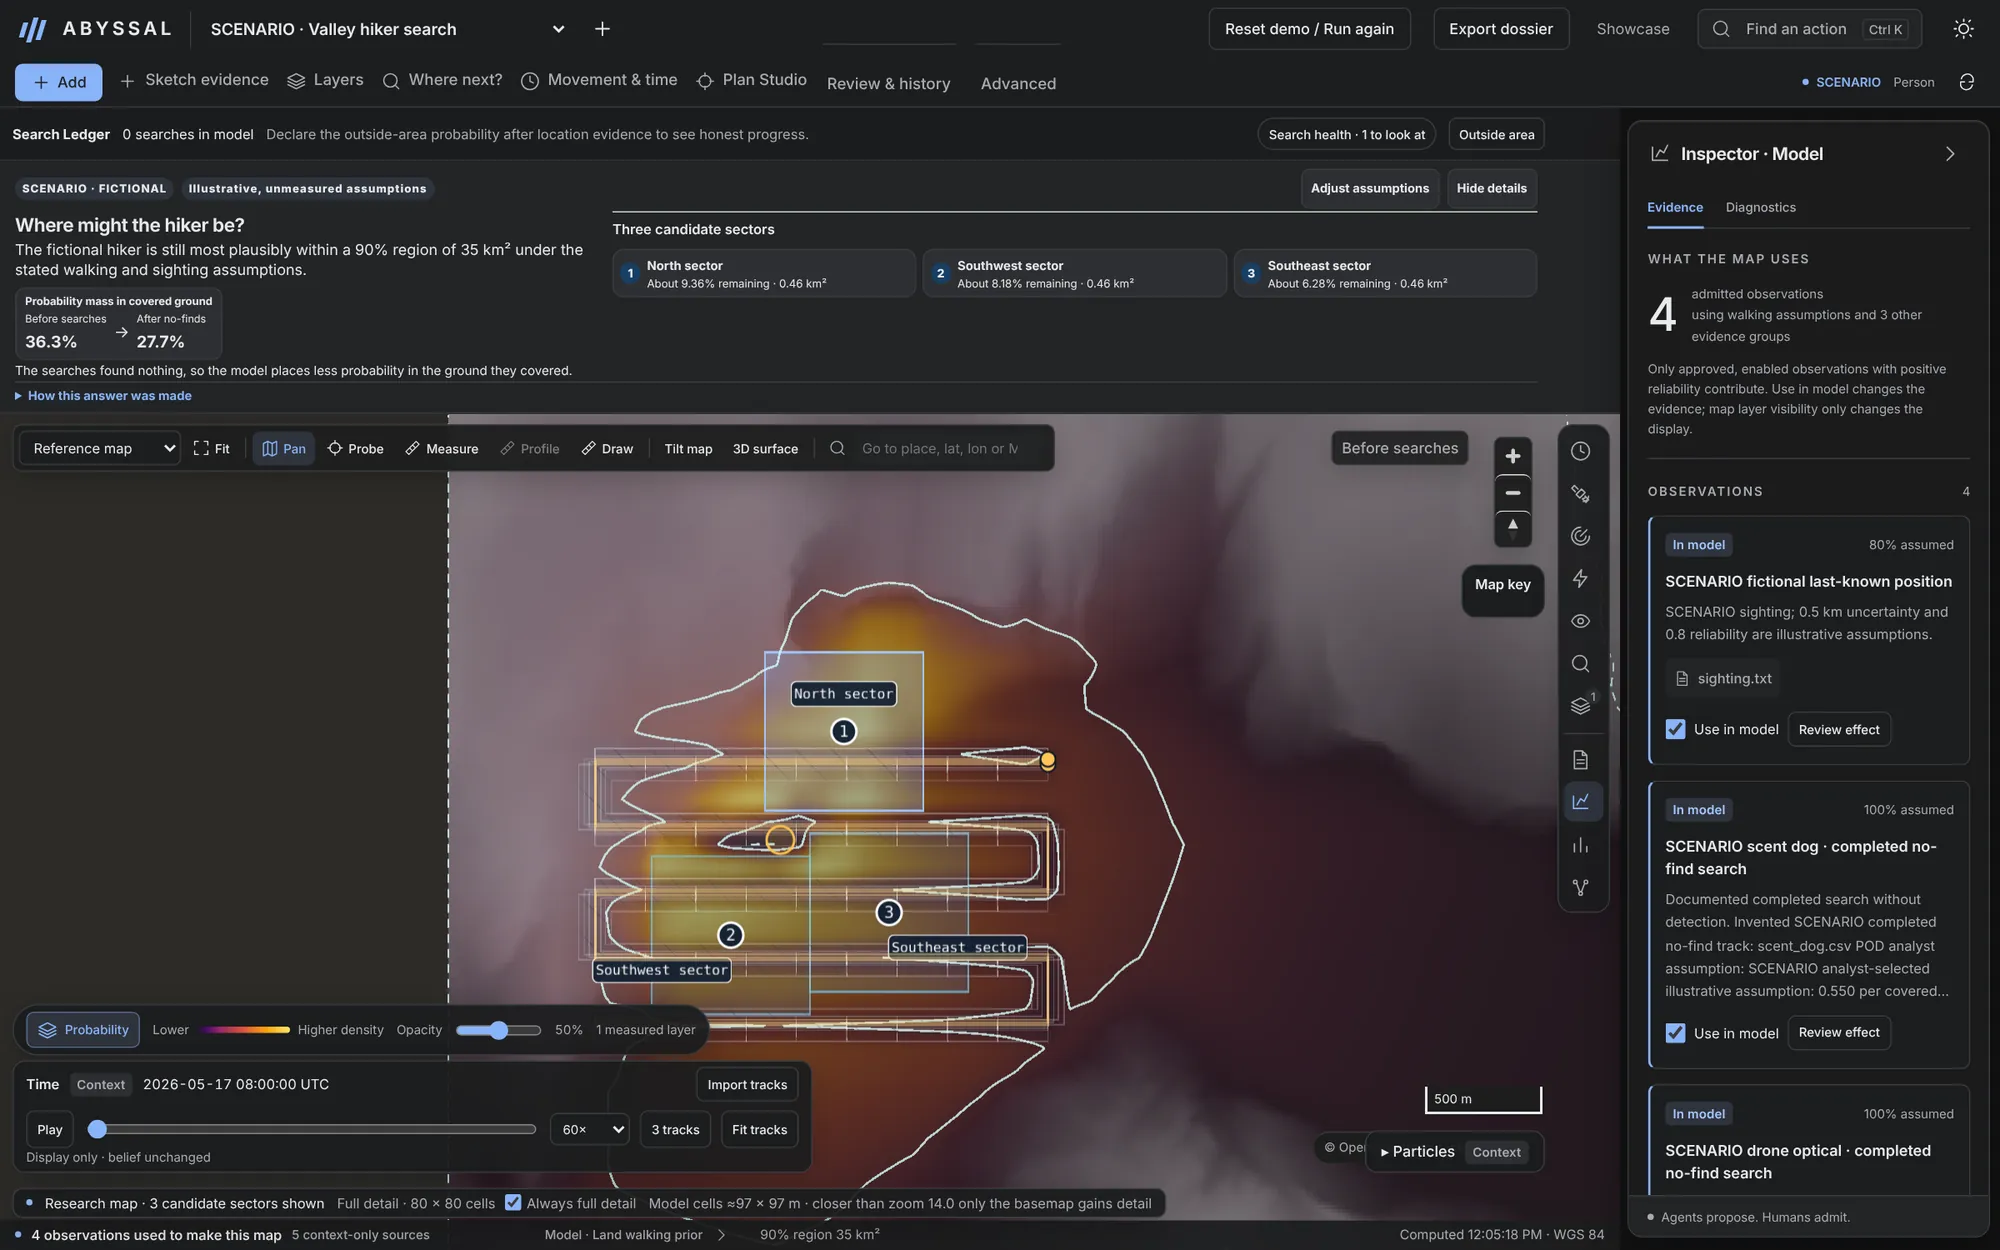 ABYSSAL
SCENARIO · Valley hiker search
Reset demo / Run again
Export dossier
Showcase
Find an action
Ctrl K
Add
Sketch evidence
Layers
Where next?
Movement & time
Plan Studio
Review & history
Advanced
SCENARIO
Person
Search Ledger
0 searches in model
Declare the outside-area probability after location evidence to see honest progress.
Search health · 1 to look at
Outside area
SCENARIO · FICTIONAL
Illustrative, unmeasured assumptions
Adjust assumptions
Hide details
Where might the hiker be?
The fictional hiker is still most plausibly within a 90% region of 35 km² under the
stated walking and sighting assumptions.
Probability mass in covered ground
Before searches
→
After no-finds
36.3%
27.7%
The searches found nothing, so the model places less probability in the ground they covered.
How this answer was made
Three candidate sectors
1
North sector
About 9.36% remaining · 0.46 km²
2
Southwest sector
About 8.18% remaining · 0.46 km²
3
Southeast sector
About 6.28% remaining · 0.46 km²
Reference map
Fit
Pan
Probe
Measure
Profile
Draw
Tilt map
3D surface
Go to place, lat, lon or M
Before searches
Map key
1
North sector
1
2
3
Southeast sector
Southwest sector
Probability
Lower
Higher density
Opacity
50%
1 measured layer
Time
Context
2026-05-17 08:00:00 UTC
Import tracks
Play
60×
3 tracks
Fit tracks
Display only · belief unchanged
500 m
© Ope
Particles
Context
Research map · 3 candidate sectors shown
Full detail · 80 × 80 cells
Always full detail
Model cells ≈97 × 97 m · closer than zoom 14.0 only the basemap gains detail
4 observations used to make this map
5 context-only sources
Model · Land walking prior
90% region 35 km²
Computed 12:05:18 PM · WGS 84
Inspector · Model
Evidence
Diagnostics
WHAT THE MAP USES
4
admitted observations
using walking assumptions and 3 other
evidence groups
Only approved, enabled observations with positive
reliability contribute. Use in model changes the
evidence; map layer visibility only changes the
display.
OBSERVATIONS
4
In model
80% assumed
SCENARIO fictional last-known position
SCENARIO sighting; 0.5 km uncertainty and
0.8 reliability are illustrative assumptions.
sighting.txt
Use in model
Review effect
In model
100% assumed
SCENARIO scent dog · completed no-
find search
Documented completed search without
detection. Invented SCENARIO completed
no-find track: scent_dog.csv POD analyst
assumption: SCENARIO analyst-selected
illustrative assumption: 0.550 per covered…
Use in model
Review effect
In model
100% assumed
SCENARIO drone optical · completed
no-find search
Agents propose. Humans admit.